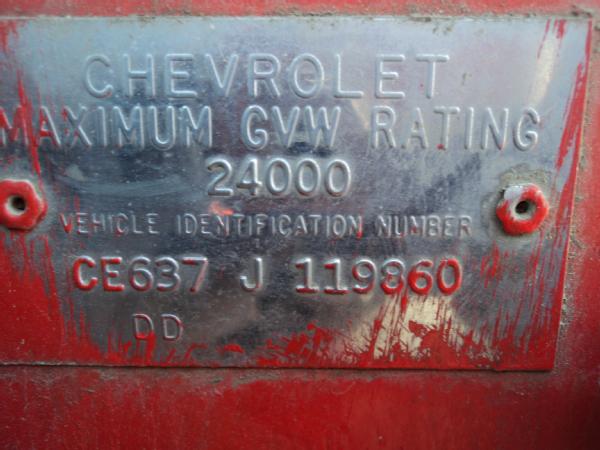 CHEVROLET
MAXIMUM GVW RATING
24000
VEHICLE IDENTIFICATION NUMBER
CE637 J 119860
DD